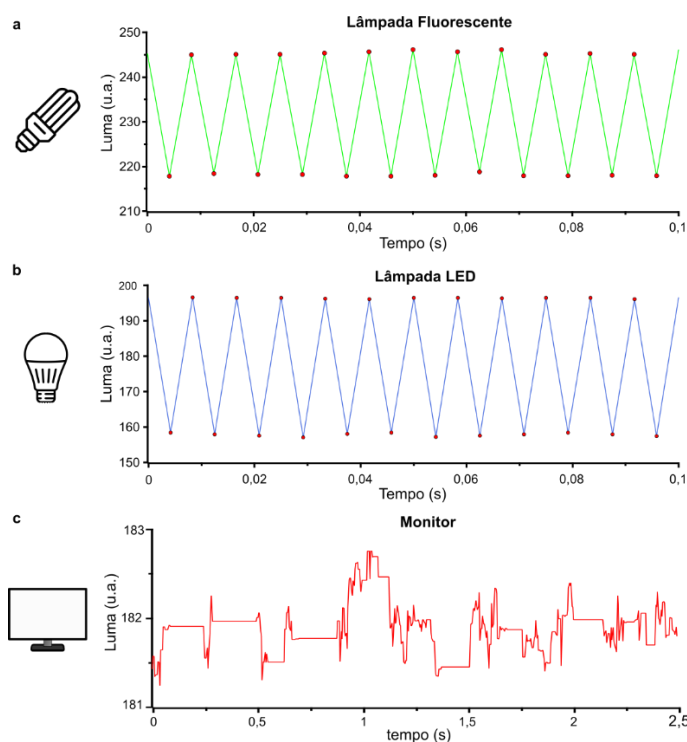 a
Lâmpada Fluorescente
Luma (u.a.)
250
240
230
220
210
0
0,02
0,04
0,06
0,08
0,1
Tempo (s)
b
Lâmpada LED
Luma (u.a.)
200
190
180
170
160
150
0
0,02
0,04
0,06
0,08
0,1
Tempo (s)
c
Monitor
Luma (u.a.)
183
182
181
0
0,5
1
1,5
2
2,5
tempo (s)